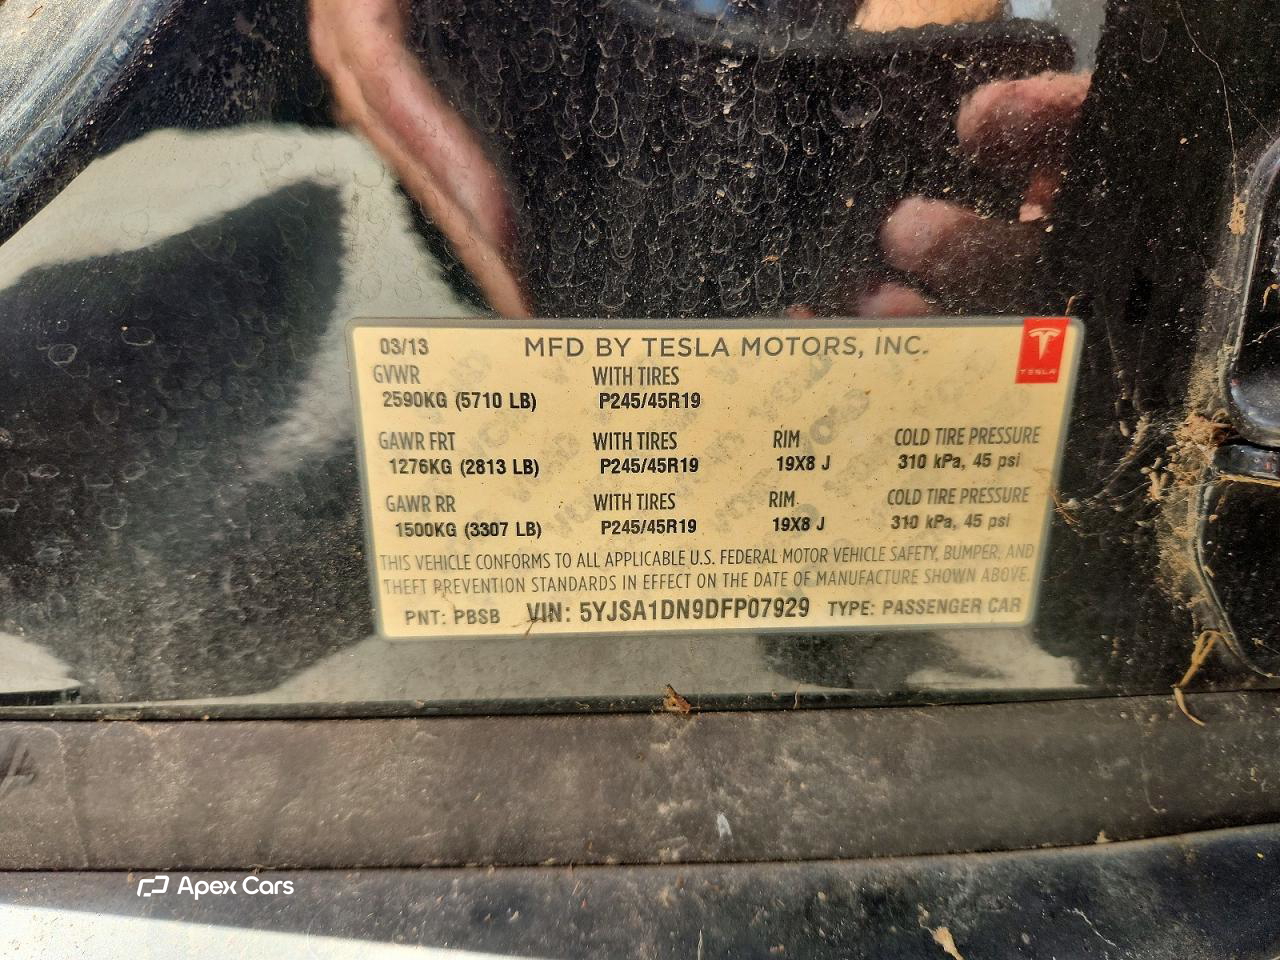 03/13 MFD BY TESLA MOTORS, INC.
TESLA
GVWR WITH TIRES
2590KG (5710 LB) P245/45R19
GAWR FRT WITH TIRES RIM COLD TIRE PRESSURE
1276KG (2813 LB) P245/45R19 19X8 J 310 kPa, 45 psi
GAWR RR WITH TIRES RIM COLD TIRE PRESSURE
1500KG (3307 LB) P245/45R19 19X8 J 310 kPa, 45 psi
THIS VEHICLE CONFORMS TO ALL APPLICABLE U.S. FEDERAL MOTOR VEHICLE SAFETY, BUMPER, AND
THEFT PREVENTION STANDARDS IN EFFECT ON THE DATE OF MANUFACTURE SHOWN ABOVE.
PNT: PBSB VIN: 5YJSA1DN9DFP07929 TYPE: PASSENGER CAR
Apex Cars